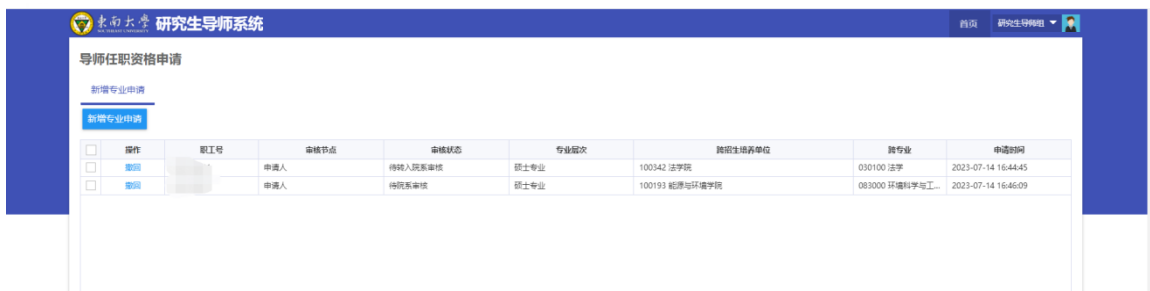 東南大學 研究生导师系统
首页 研究生导师组
导师任职资格申请
新增专业申请
新增专业申请
操作 职工号 审核节点 审核状态 专业层次 跨招生培养单位 跨专业 申请时间
撤回 申请人 待转入院系审核 硕士专业 100342 法学院 030100 法学 2023-07-14 16:44:45
撤回 申请人 待院系审核 硕士专业 100193 能源与环境学院 083000 环境科学与工... 2023-07-14 16:46:09